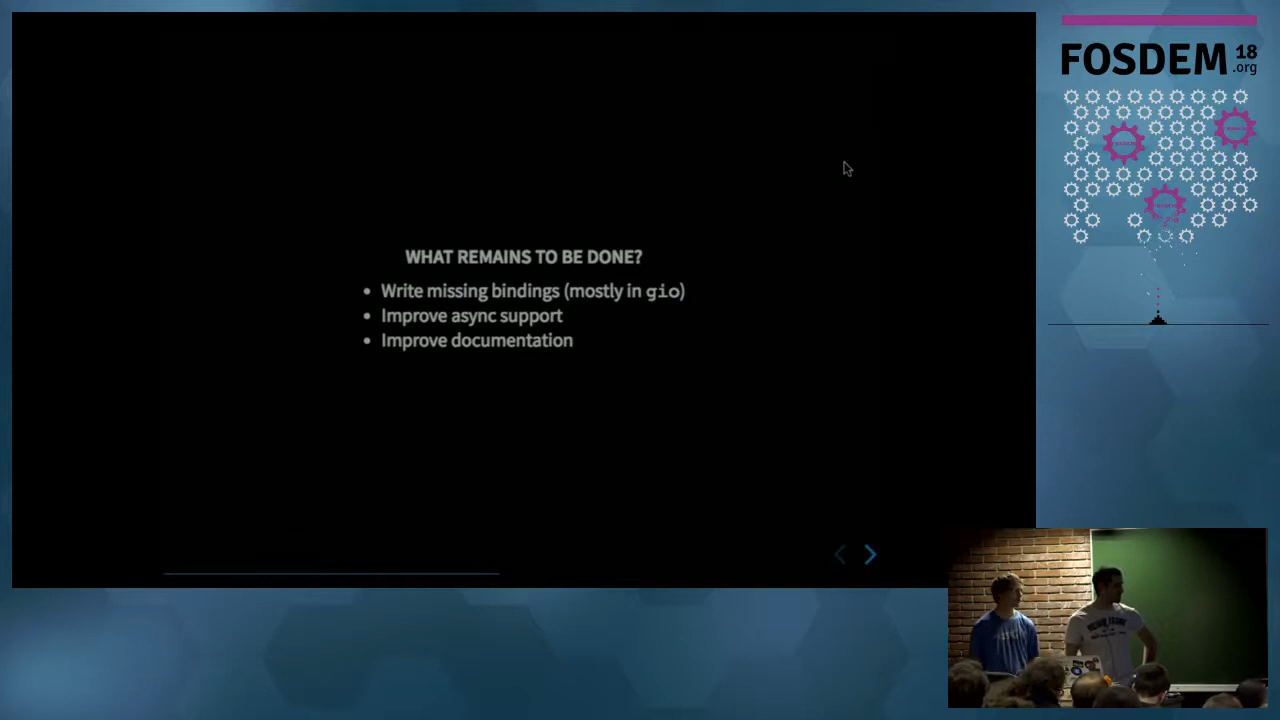 FOSDEM 18
.org
WHAT REMAINS TO BE DONE?
• Write missing bindings (mostly in gio)
• Improve async support
• Improve documentation